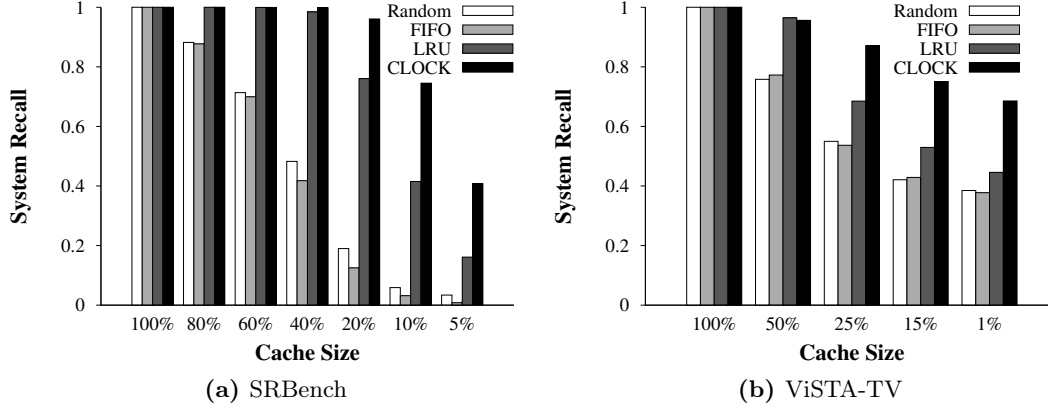 Random
FIFO
LRU
CLOCK
1
0.8
0.6
0.4
0.2
0
System Recall
100% 80% 60% 40% 20% 10% 5%
Cache Size
(a) SRBench
Random
FIFO
LRU
CLOCK
1
0.8
0.6
0.4
0.2
0
System Recall
100% 50% 25% 15% 1%
Cache Size
(b) ViSTA-TV